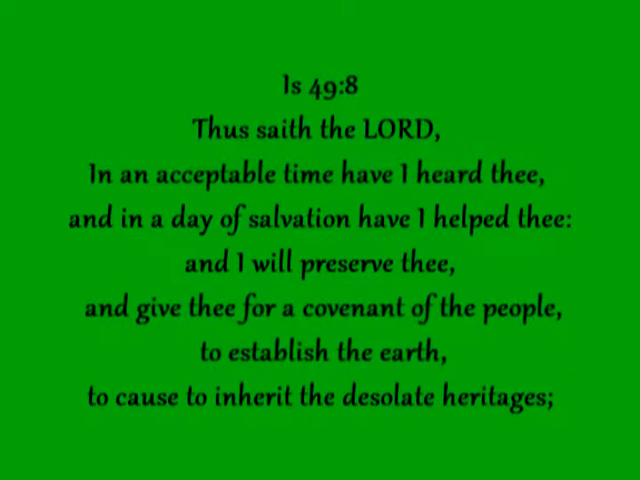 Is 49:8
Thus saith the LORD,
In an acceptable time have I heard thee,
and in a day of salvation have I helped thee:
and I will preserve thee,
and give thee for a covenant of the people,
to establish the earth,
to cause to inherit the desolate heritages;